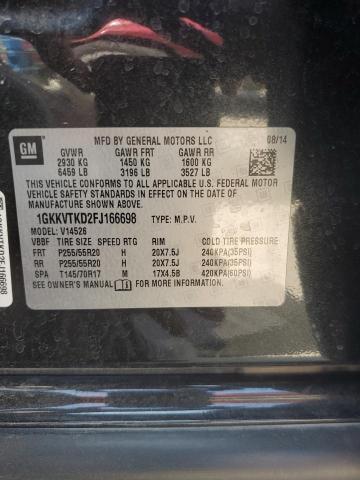 GM
MFD BY GENERAL MOTORS LLC 08/14
GVWR GAWR FRT GAWR RR
2930 KG 1450 KG 1600 KG
6459 LB 3196 LB 3527 LB
THIS VEHICLE CONFORMS TO ALL APPLICABLE U.S. FEDERAL MOTOR
VEHICLE SAFETY STANDARDS IN EFFECT ON THE DATE
OF MANUFACTURE SHOWN ABOVE.
1GKKVTKD2FJ166698 TYPE: M.P.V.
MODEL: V14526
VBBF TIRE SIZE SPEED RTG RIM COLD TIRE PRESSURE
FRT P255/55R20 H 20X7.5J 240KPA(35PSI)
RR P255/55R20 H 20X7.5J 240KPA(35PSI)
SPA T145/70R17 M 17X4.5B 420KPA(60PSI)
SEE OWNER'S MANUAL FOR MORE INFORMATION